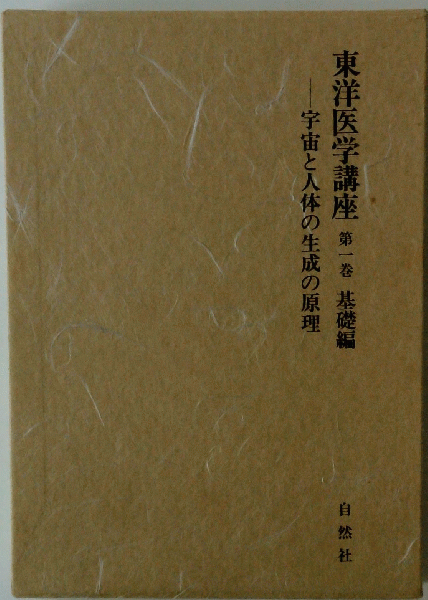 東洋医学講座 第一巻 基礎編
──宇宙と人体の生成の原理
自然社